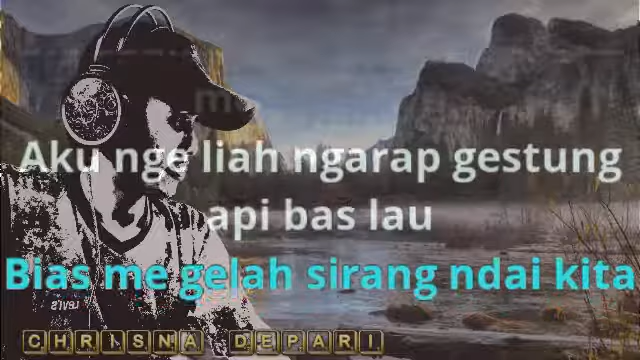 Aku nge liah ngarap gestung
api bas lau
Bias me gelah sirang ndai kita
CHRISNA DEPARI